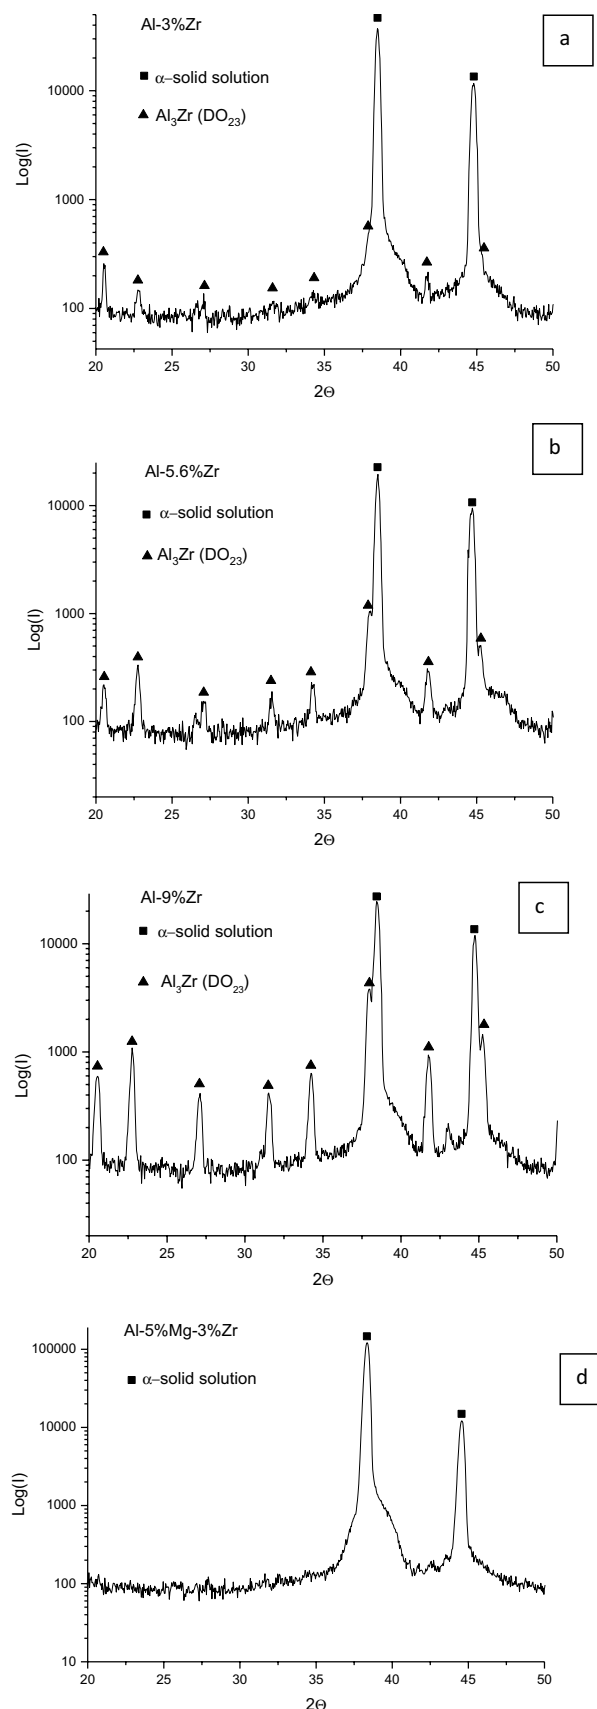 Al-3%Zr
a
■ α–solid solution
▲ Al₃Zr (DO₂₃)
Log(I)
10000
1000
100
20 25 30 35 40 45 50
2Θ
Al-5.6%Zr
b
■ α–solid solution
▲ Al₃Zr (DO₂₃)
Log(I)
10000
1000
100
20 25 30 35 40 45 50
2Θ
Al-9%Zr
c
■ α–solid solution
▲ Al₃Zr (DO₂₃)
Log(I)
10000
1000
100
20 25 30 35 40 45 50
2Θ
Al-5%Mg-3%Zr
d
■ α–solid solution
Log(I)
100000
10000
1000
100
10
20 25 30 35 40 45 50
2Θ